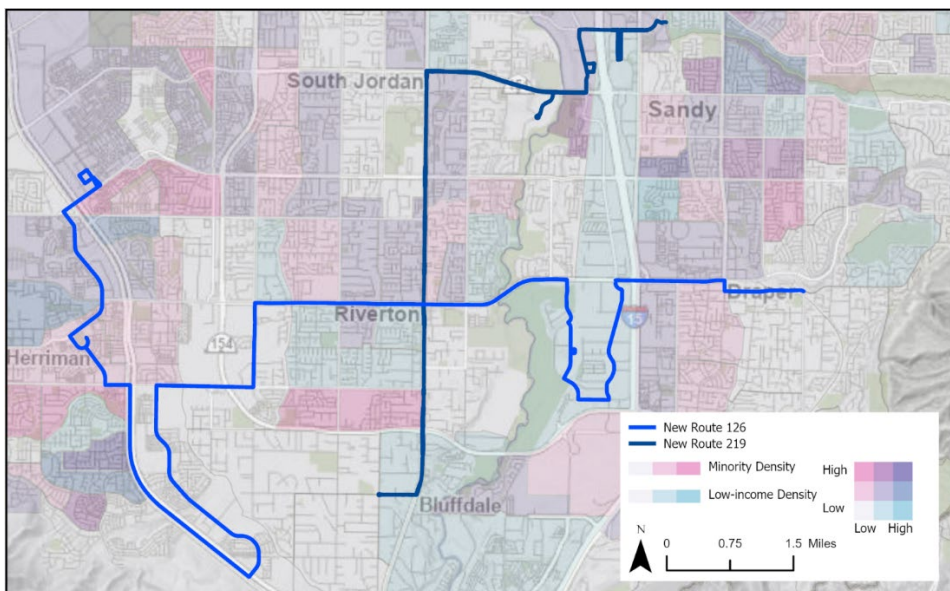 South Jordan
Sandy
Riverton
Draper
15
154
Herriman
Bluffdale
New Route 126
New Route 219
Minority Density
Low-income Density
High
Low
Low High
N
0 0.75 1.5 Miles